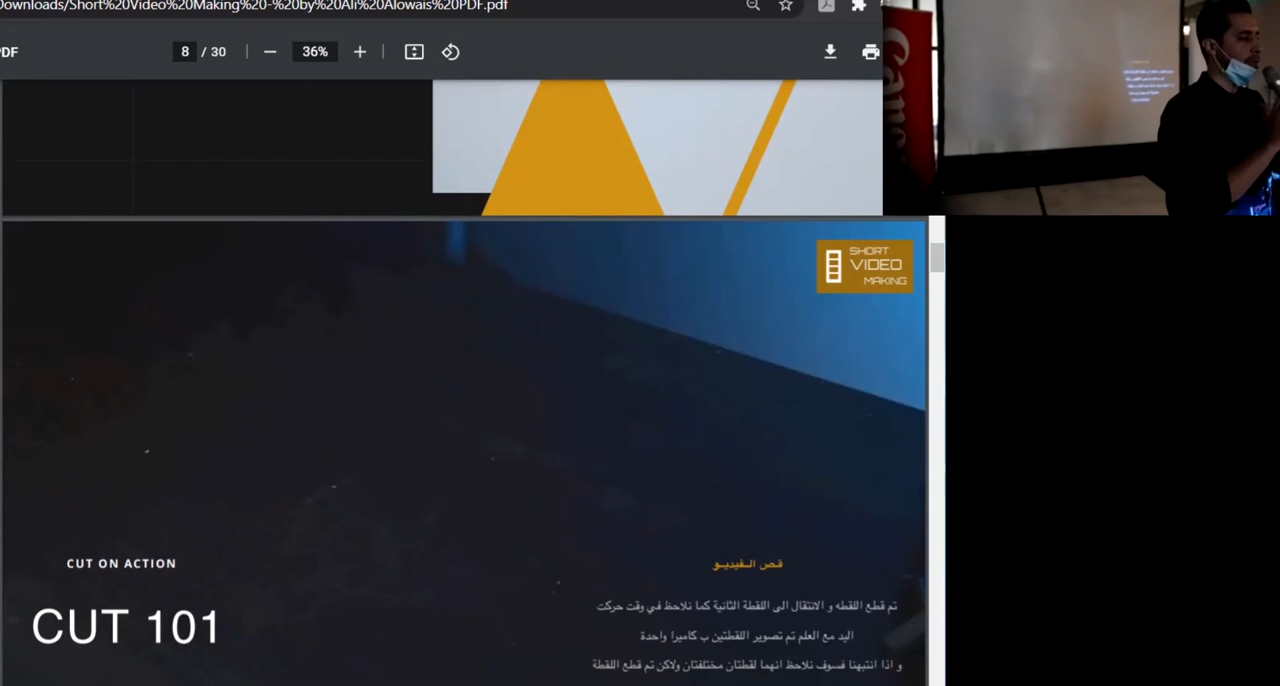 Downloads/Short%20Video%20Making%20-%20by%20Ali%20Alowais%20PDF.pdf
PDF
8 / 30
36%
SHORT
VIDEO
MAKING
CUT ON ACTION
CUT 101
قص الفيديو
تم قطع اللقطه و الانتقال الى اللقطة الثانية كما نلاحظ في وقت حركت
اليد مع العلم تم تصوير اللقطتين ب كاميرا واحدة
و اذا انتبهنا فسوف نلاحظ انهما لقطتان مختلفتان ولاكن تم قطع اللقطة